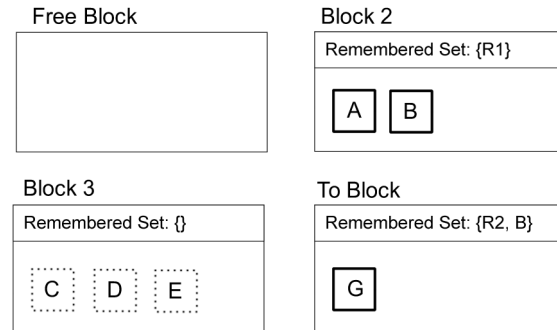 Free Block
Block 2
Remembered Set: {R1}
A B
Block 3
Remembered Set: {}
C D E
To Block
Remembered Set: {R2, B}
G